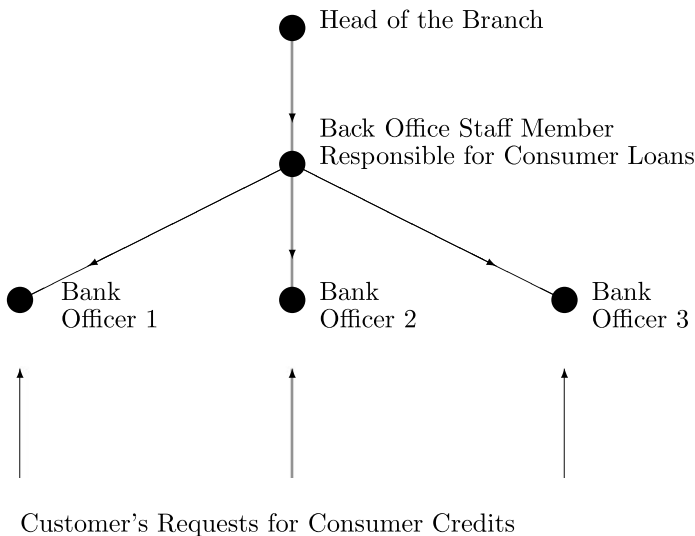 Head of the Branch
Back Office Staff Member
Responsible for Consumer Loans
Bank
Officer 1
Bank
Officer 2
Bank
Officer 3
Customer's Requests for Consumer Credits